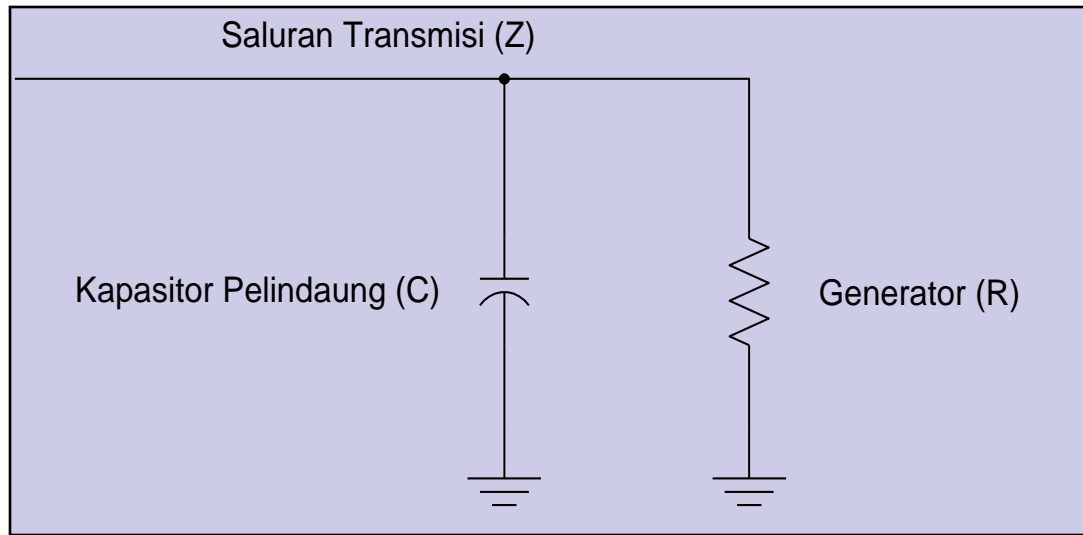 Saluran Transmisi (Z)
Kapasitor Pelindaung (C)
Generator (R)